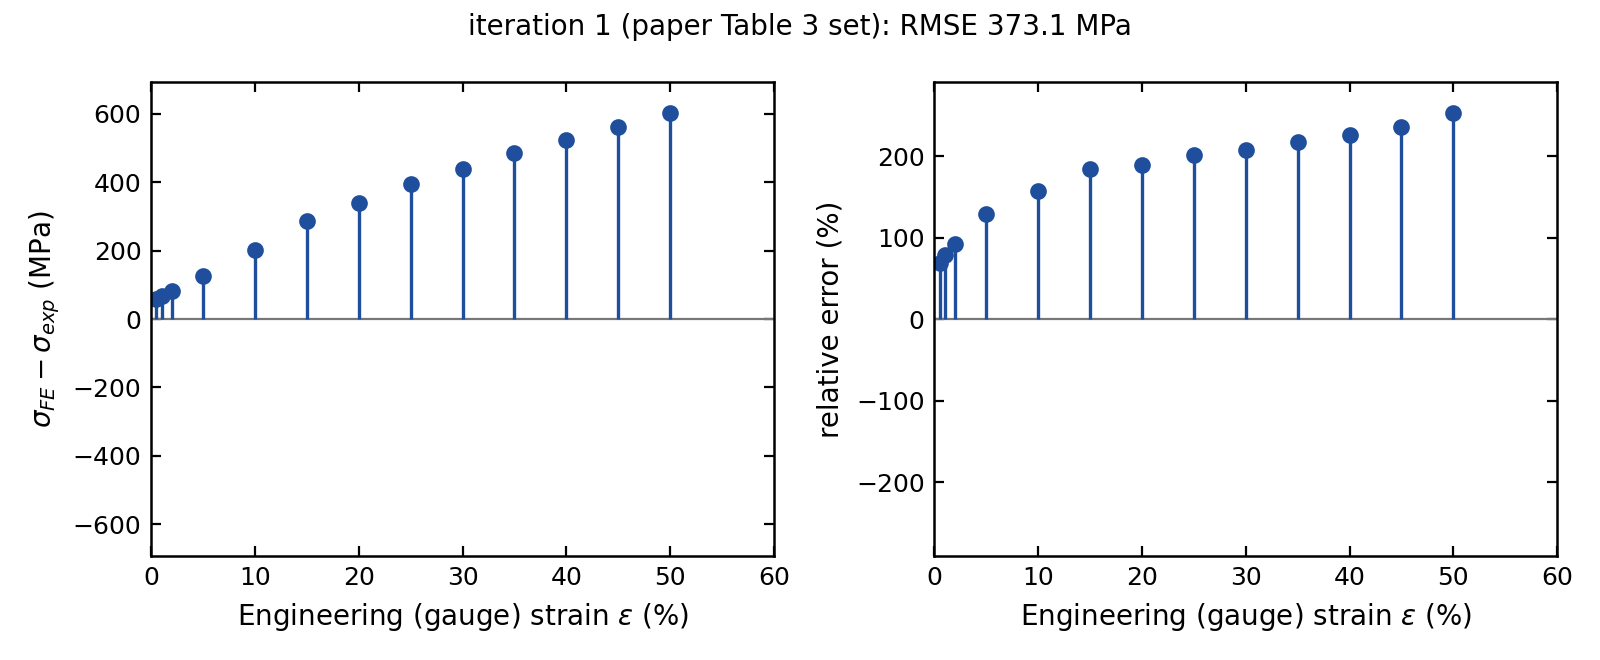 iteration 1 (paper Table 3 set): RMSE 373.1 MPa
σ_FE − σ_exp (MPa)
600
400
200
0
−200
−400
−600
0 10 20 30 40 50 60
Engineering (gauge) strain ε (%)
relative error (%)
200
100
0
−100
−200
0 10 20 30 40 50 60
Engineering (gauge) strain ε (%)